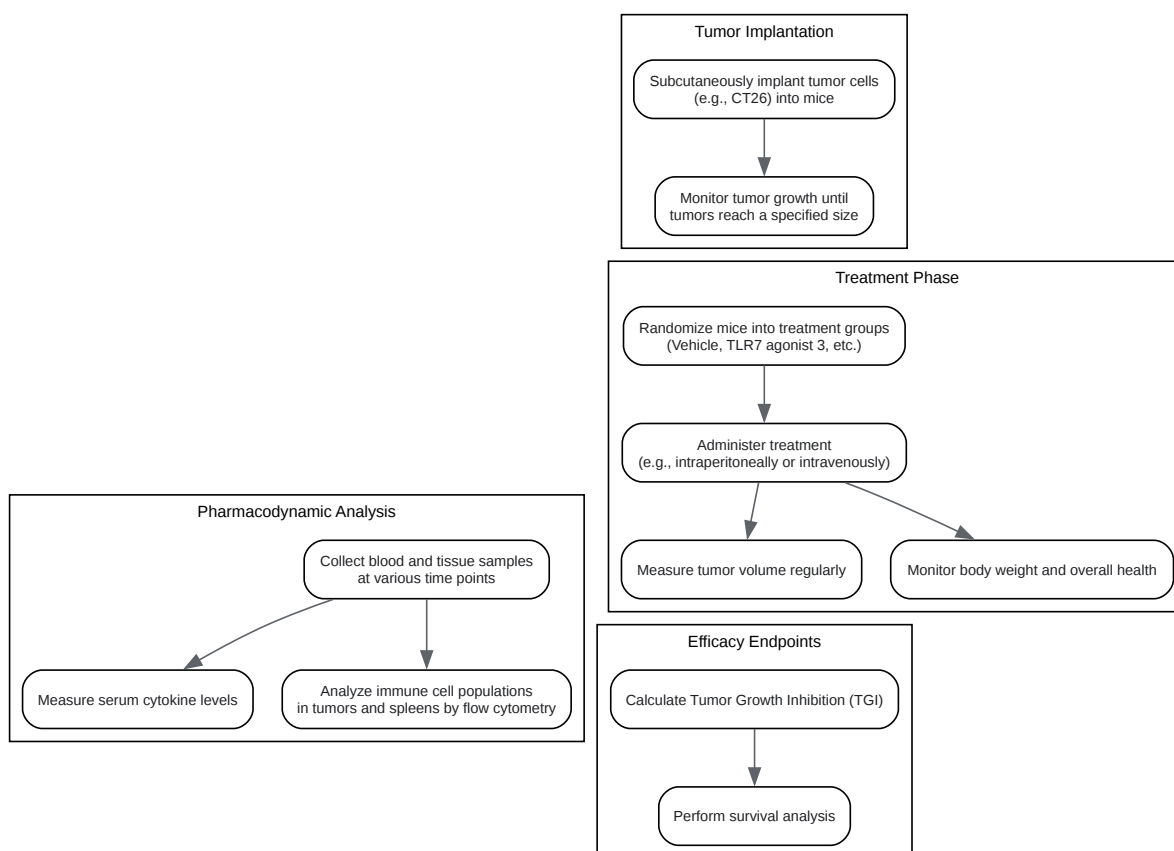 Tumor Implantation
Subcutaneously implant tumor cells
(e.g., CT26) into mice
Monitor tumor growth until
tumors reach a specified size
Treatment Phase
Randomize mice into treatment groups
(Vehicle, TLR7 agonist 3, etc.)
Administer treatment
(e.g., intraperitoneally or intravenously)
Measure tumor volume regularly
Monitor body weight and overall health
Pharmacodynamic Analysis
Collect blood and tissue samples
at various time points
Measure serum cytokine levels
Analyze immune cell populations
in tumors and spleens by flow cytometry
Efficacy Endpoints
Calculate Tumor Growth Inhibition (TGI)
Perform survival analysis